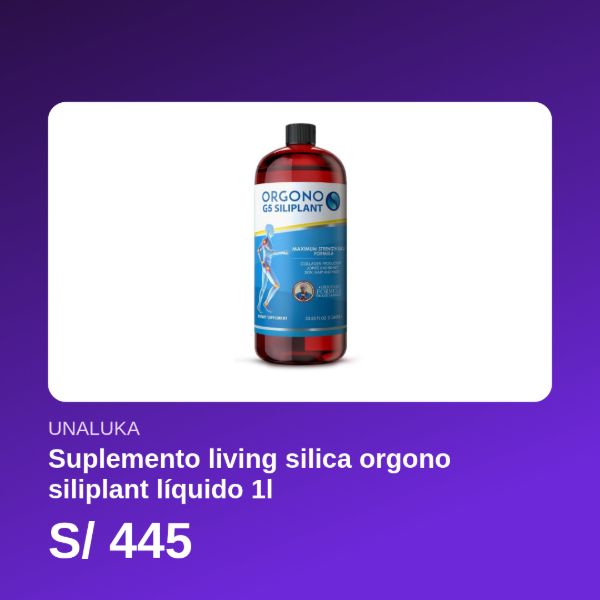 ORGONO
G5 SILIPLANT
MAXIMUM STRENGTH
FORMULA
UNALUKA
Suplemento living silica orgono
siliplant líquido 1l
S/ 445